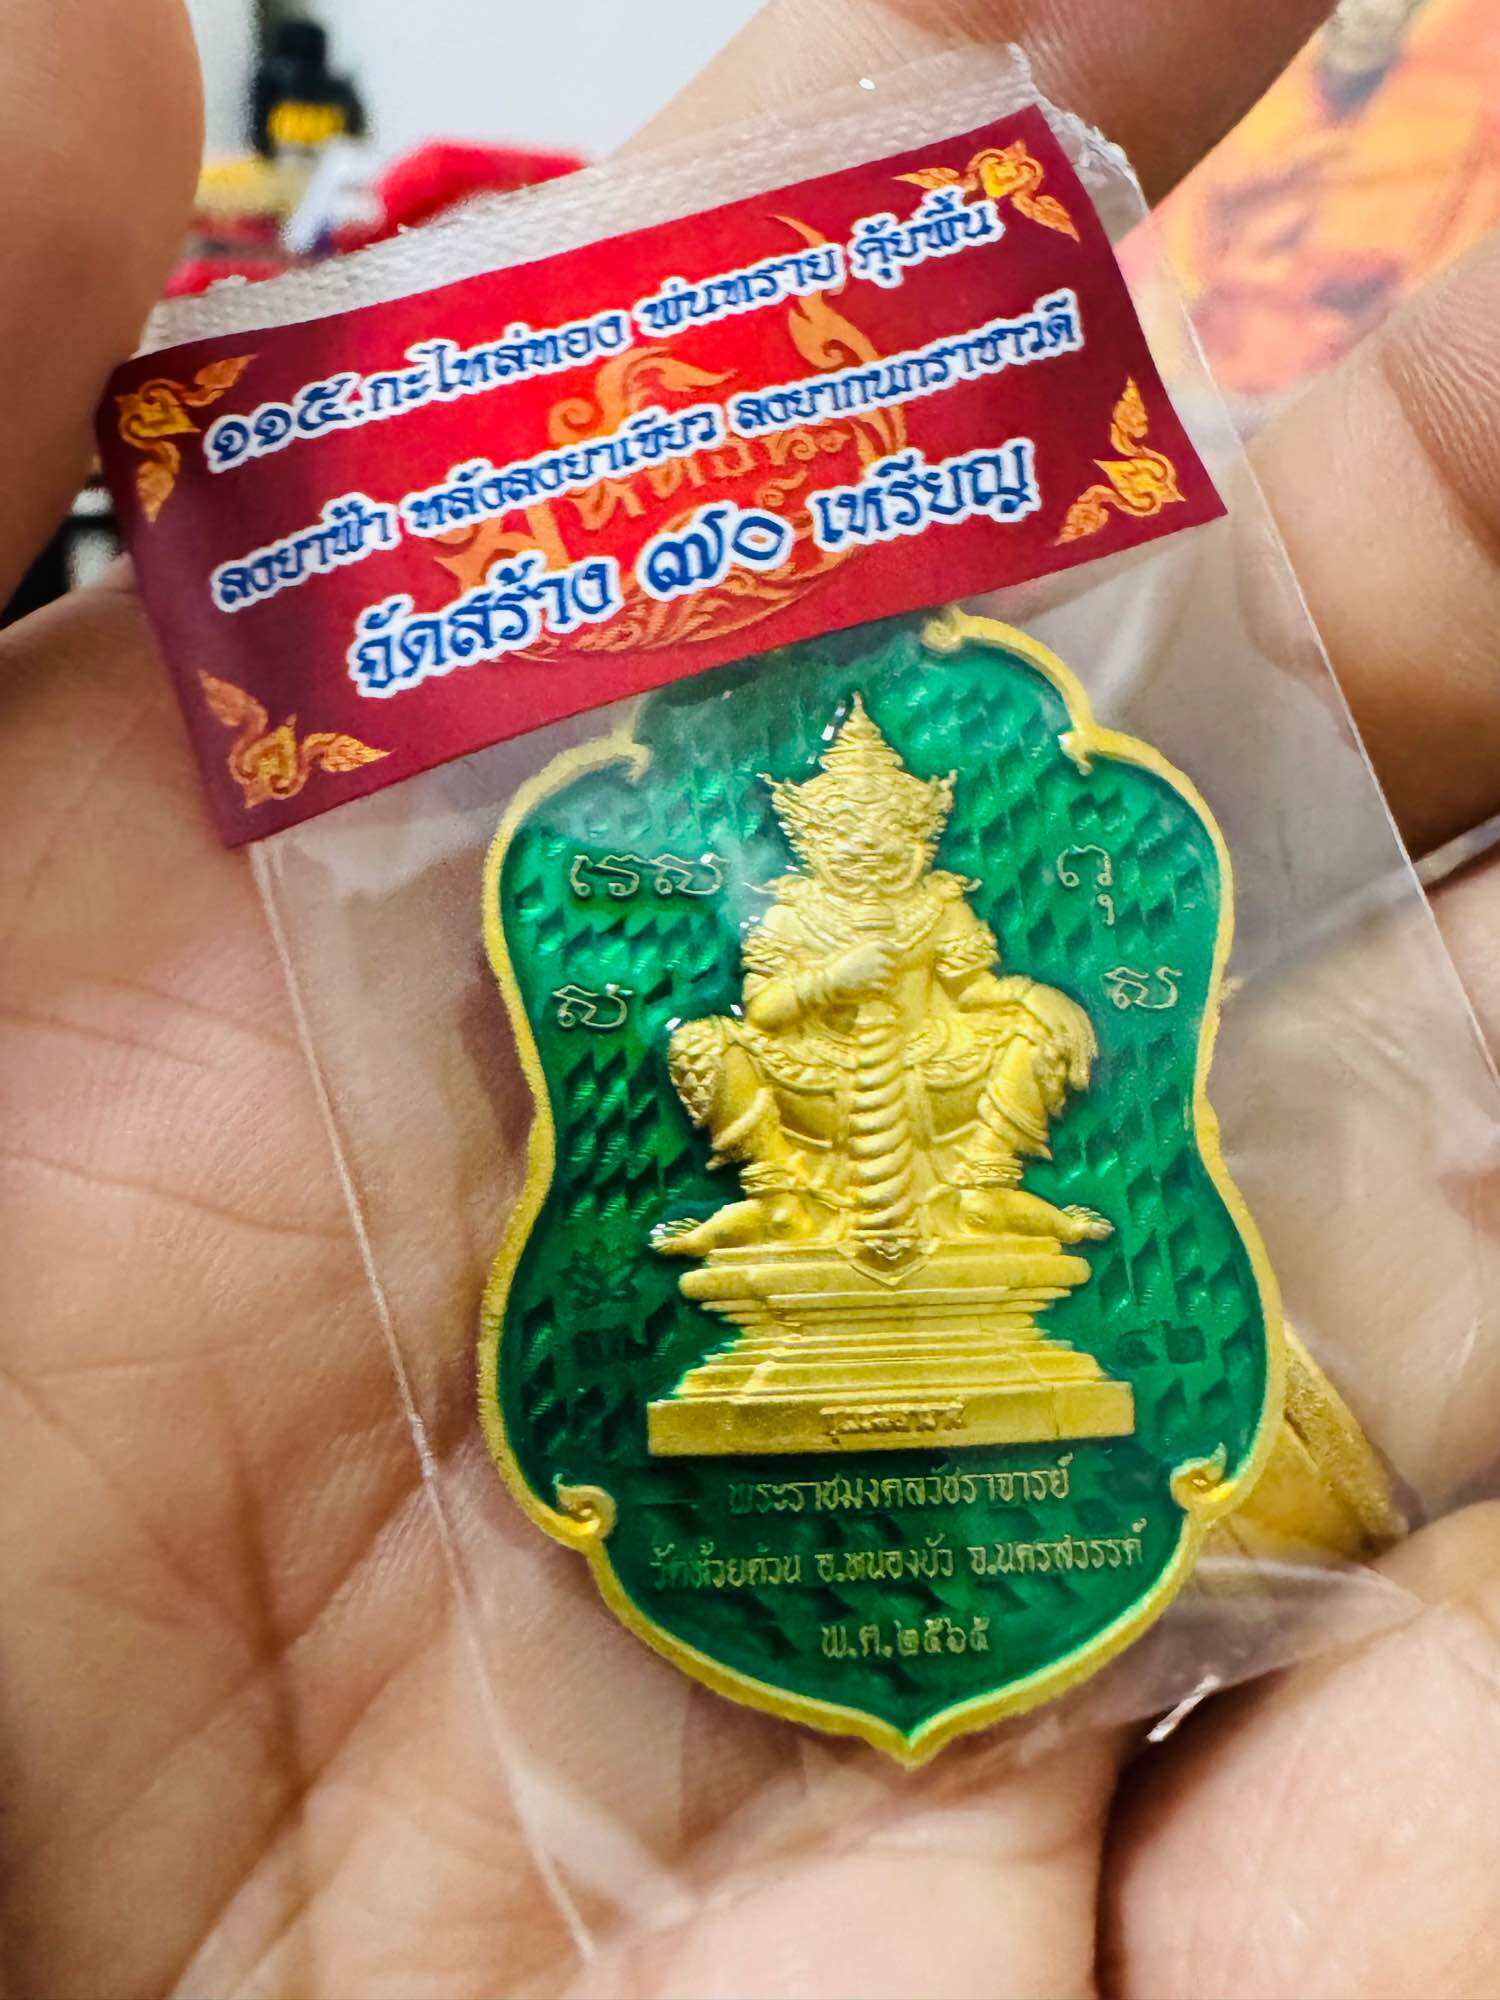 ๑๑๕.กะไหล่ทอง พ่นทราย คุ้ยพื้น
ลงยาฟ้า หลังลงยาเขียว ลงยากนกราชาวดี
จัดสร้าง ๗๐ เหรียญ
พระราชมงคลวัชราจารย์
วัดห้วยด้วน อ.หนองบัว จ.นครสวรรค์
พ.ศ.๒๕๖๕